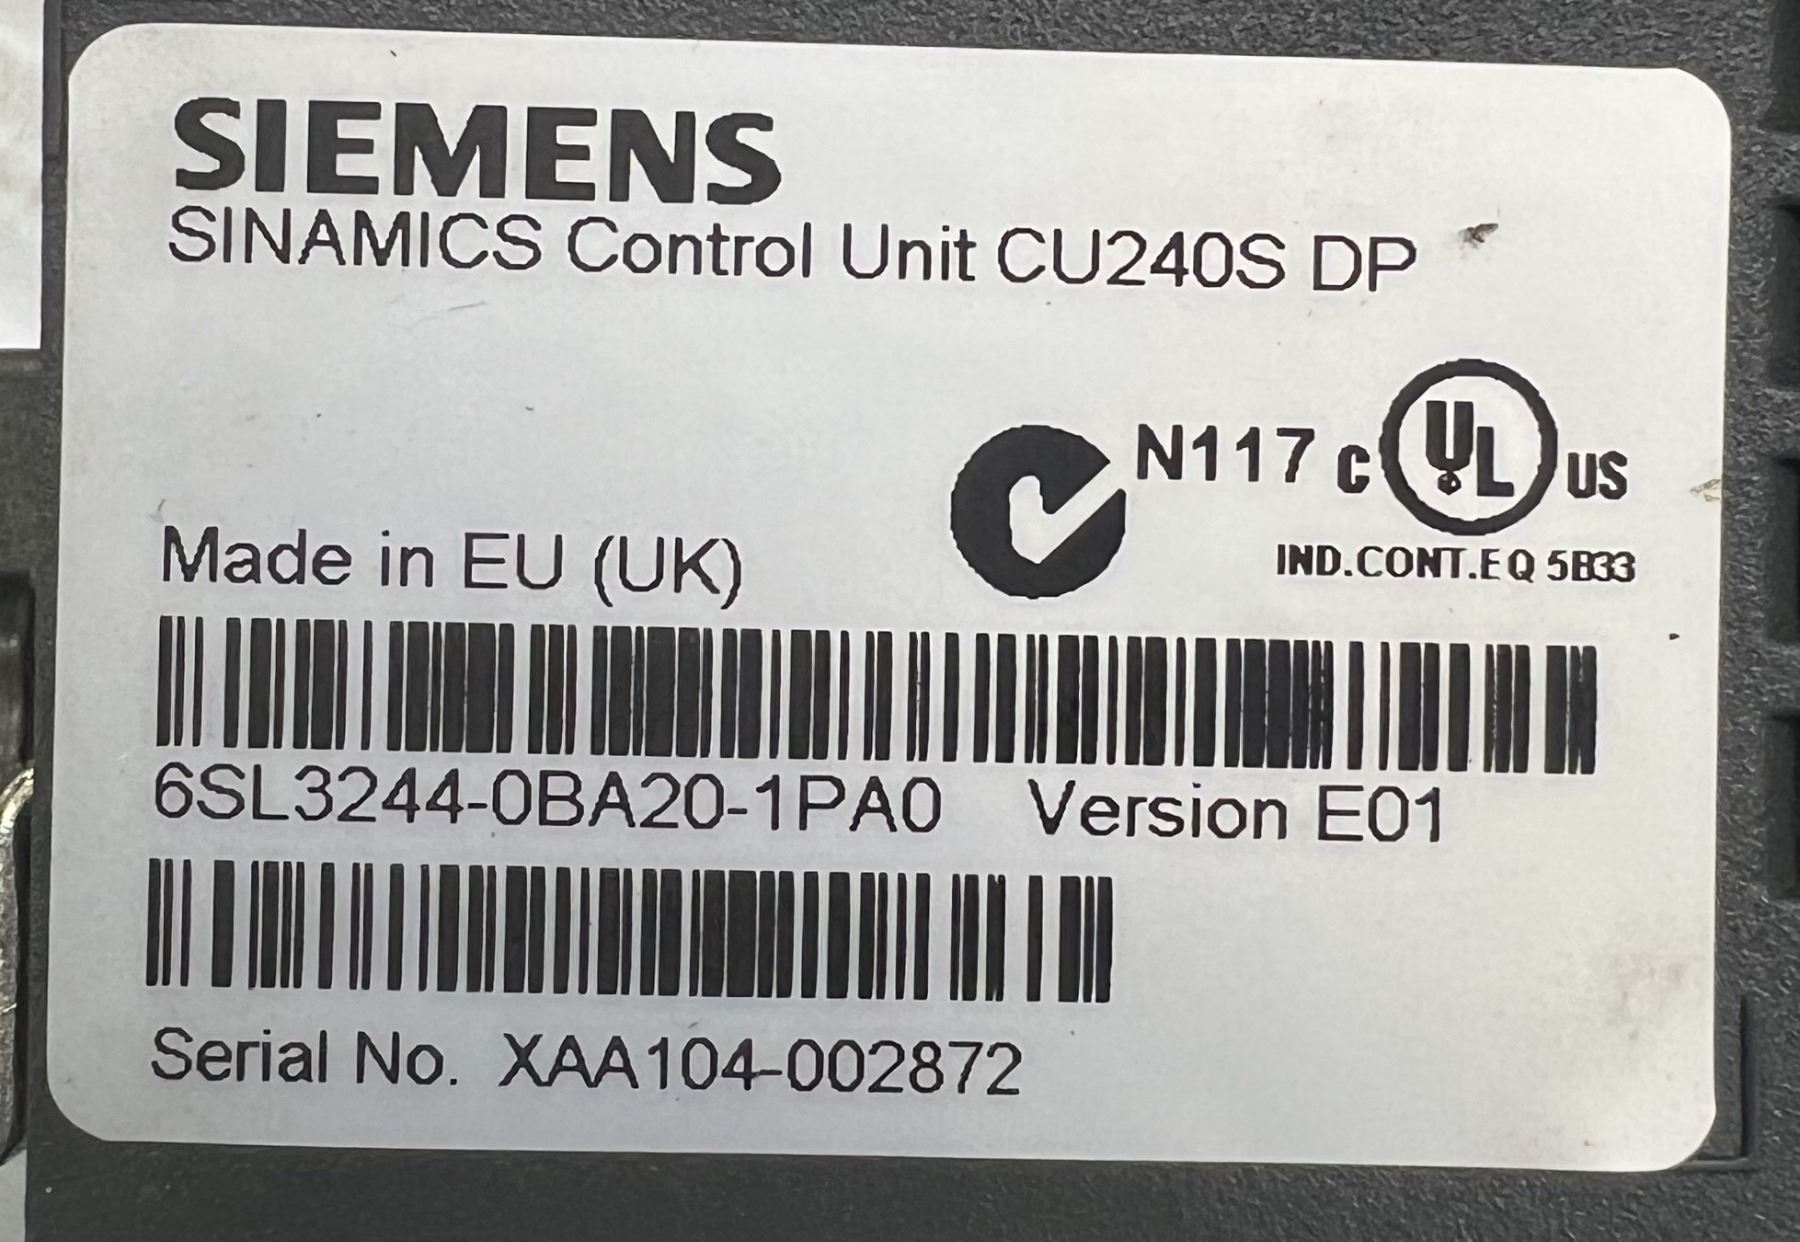 SIEMENS
SINAMICS Control Unit CU240S DP
N117 c UL US
IND.CONT.EQ 5B33
Made in EU (UK)
6SL3244-0BA20-1PA0 Version E01
Serial No. XAA104-002872